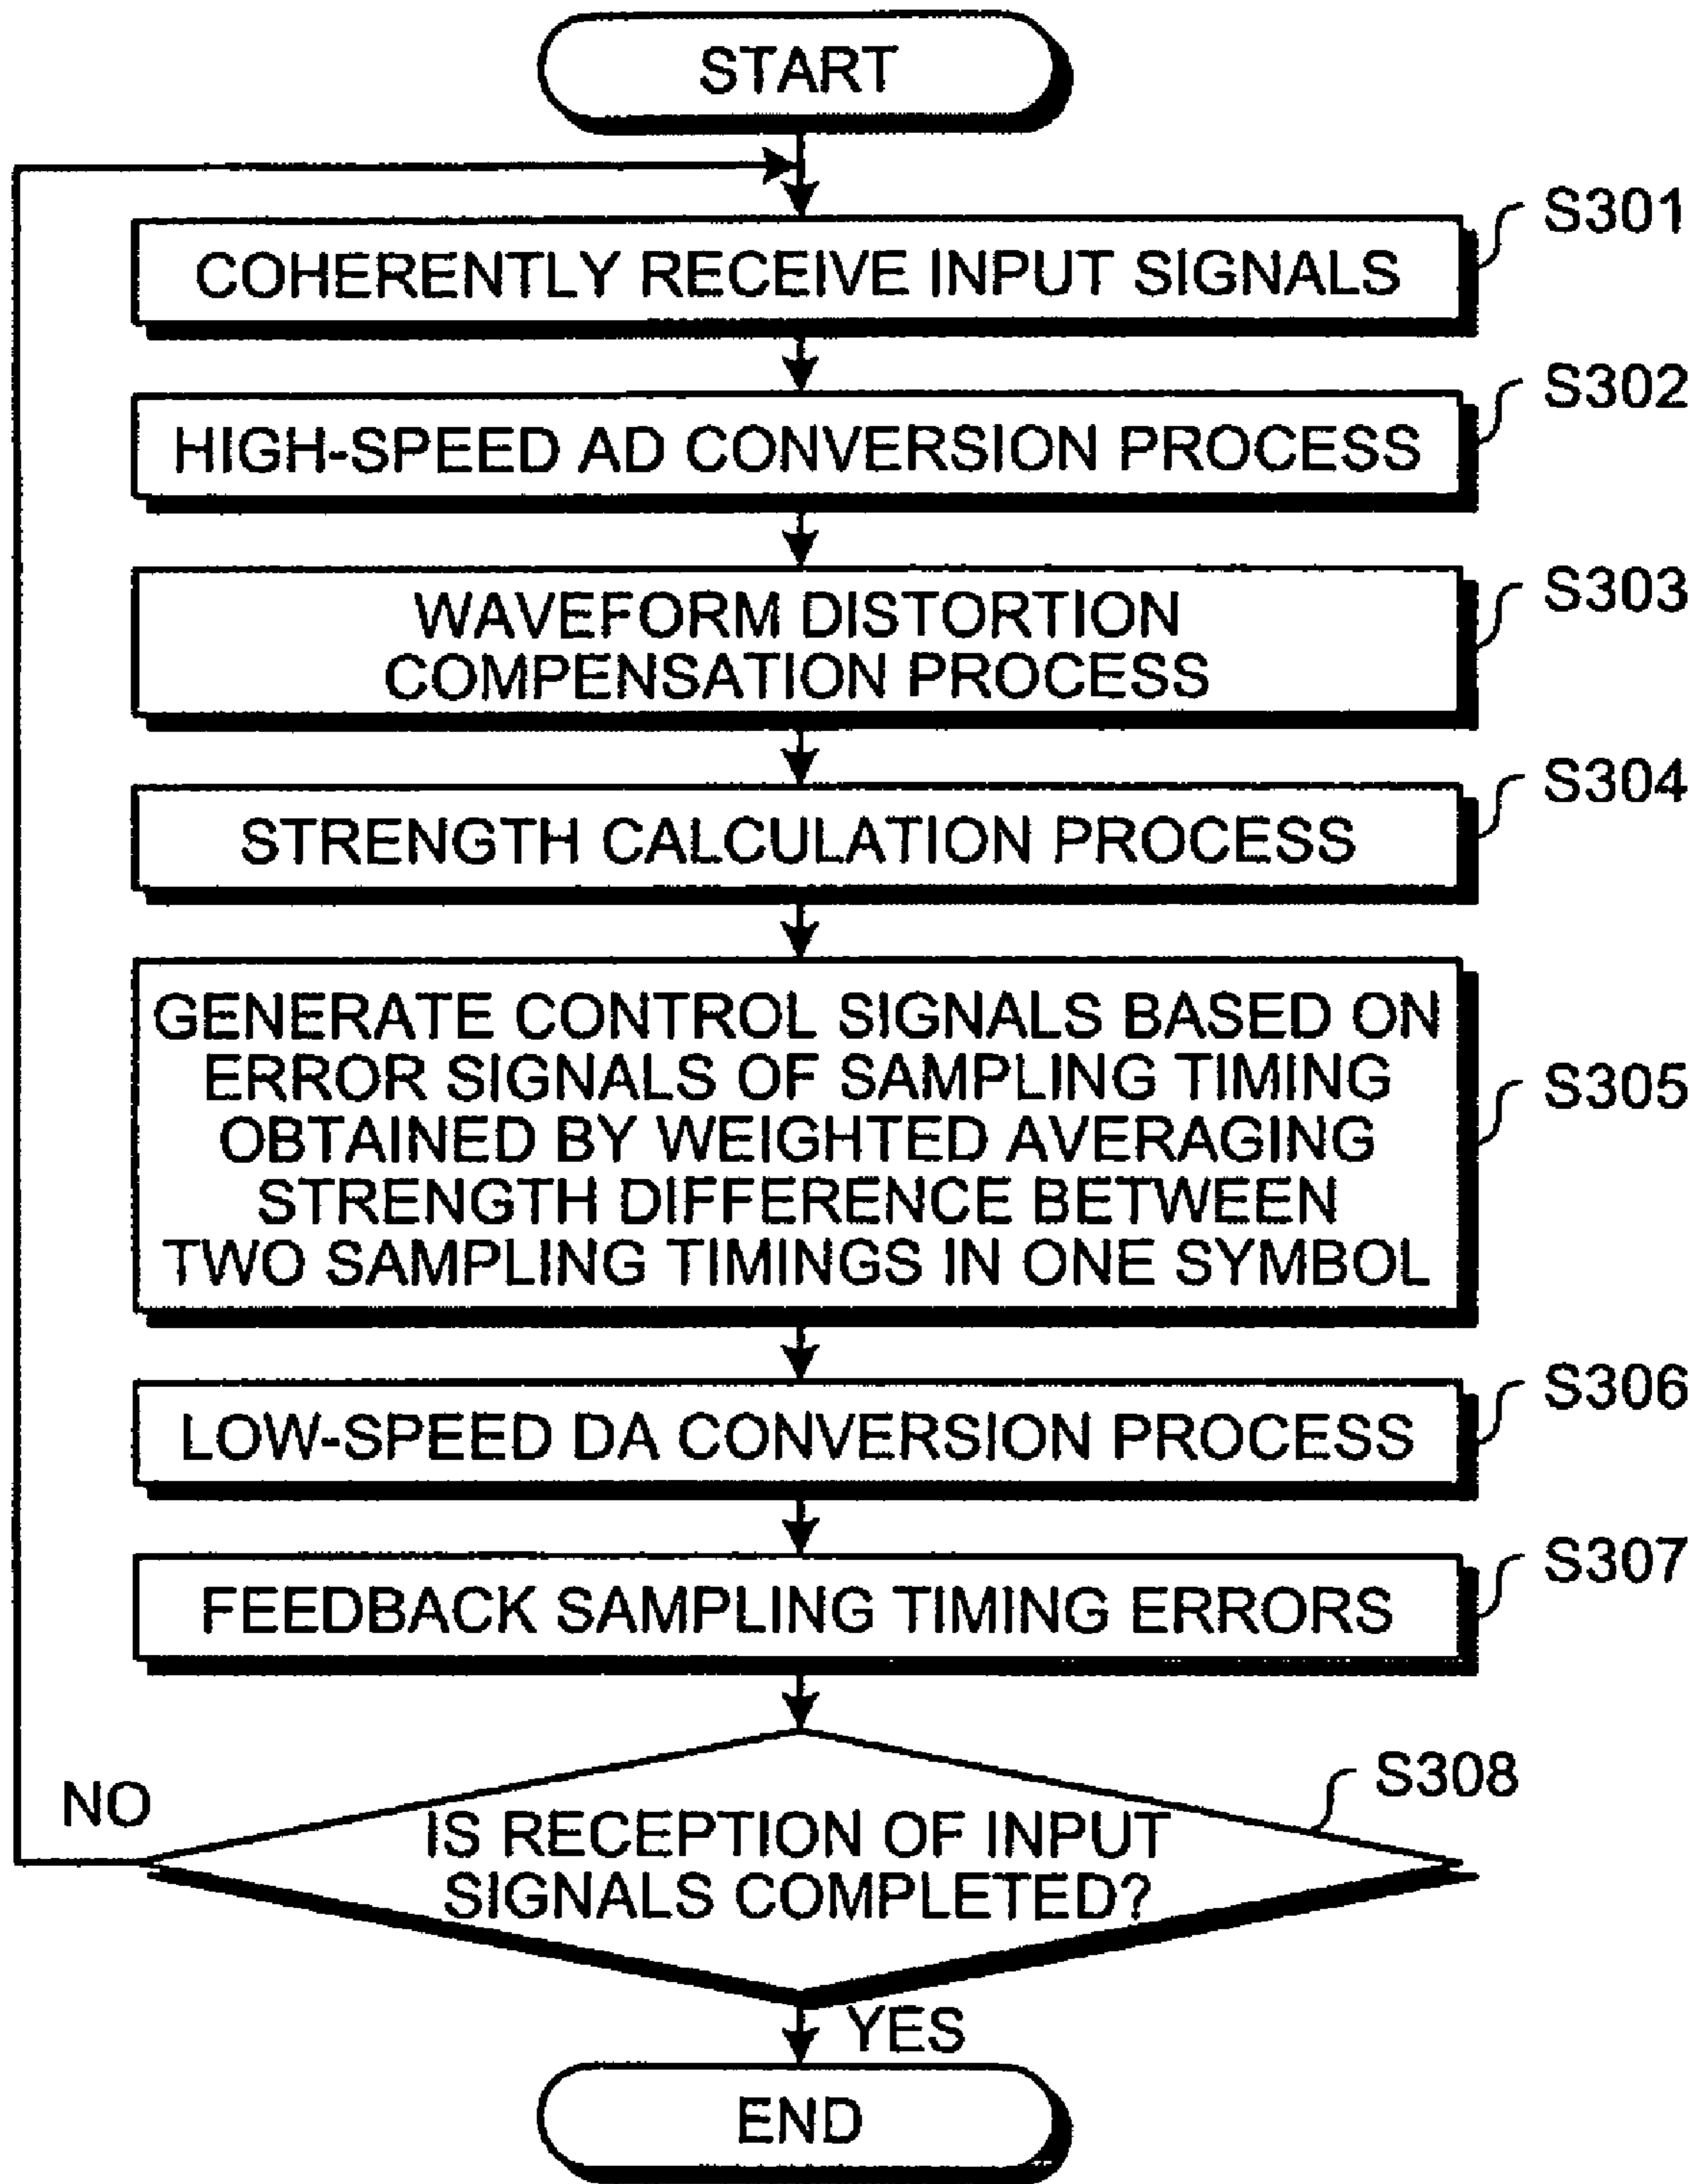 START
COHERENTLY RECEIVE INPUT SIGNALS
S301
HIGH-SPEED AD CONVERSION PROCESS
S302
WAVEFORM DISTORTION
COMPENSATION PROCESS
S303
STRENGTH CALCULATION PROCESS
S304
GENERATE CONTROL SIGNALS BASED ON
ERROR SIGNALS OF SAMPLING TIMING
OBTAINED BY WEIGHTED AVERAGING
STRENGTH DIFFERENCE BETWEEN
TWO SAMPLING TIMINGS IN ONE SYMBOL
S305
LOW-SPEED DA CONVERSION PROCESS
S306
FEEDBACK SAMPLING TIMING ERRORS
S307
IS RECEPTION OF INPUT
SIGNALS COMPLETED?
S308
NO
YES
END